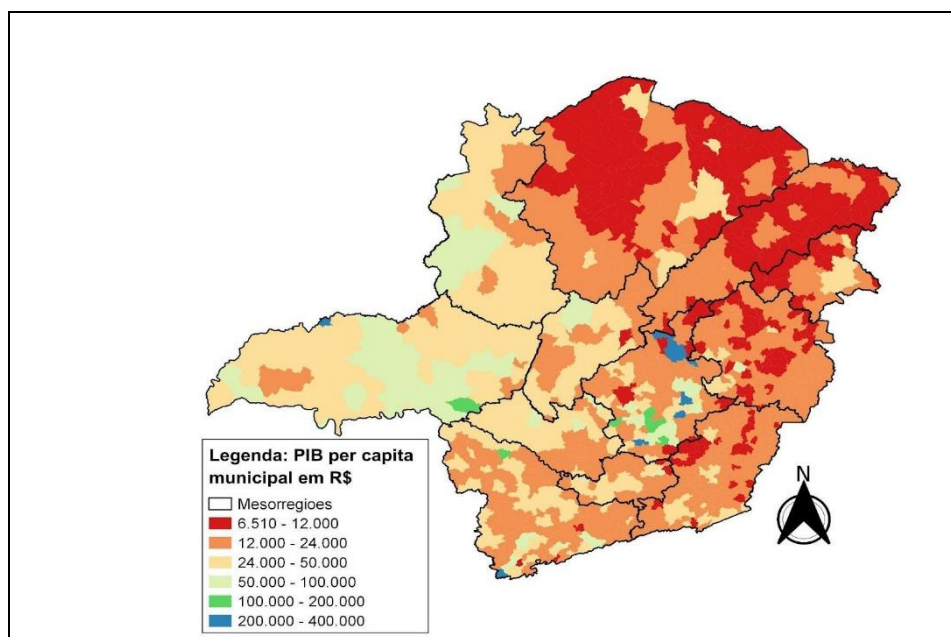 N
Legenda: PIB per capita
municipal em R$
Mesorregioes
6.510 - 12.000
12.000 - 24.000
24.000 - 50.000
50.000 - 100.000
100.000 - 200.000
200.000 - 400.000